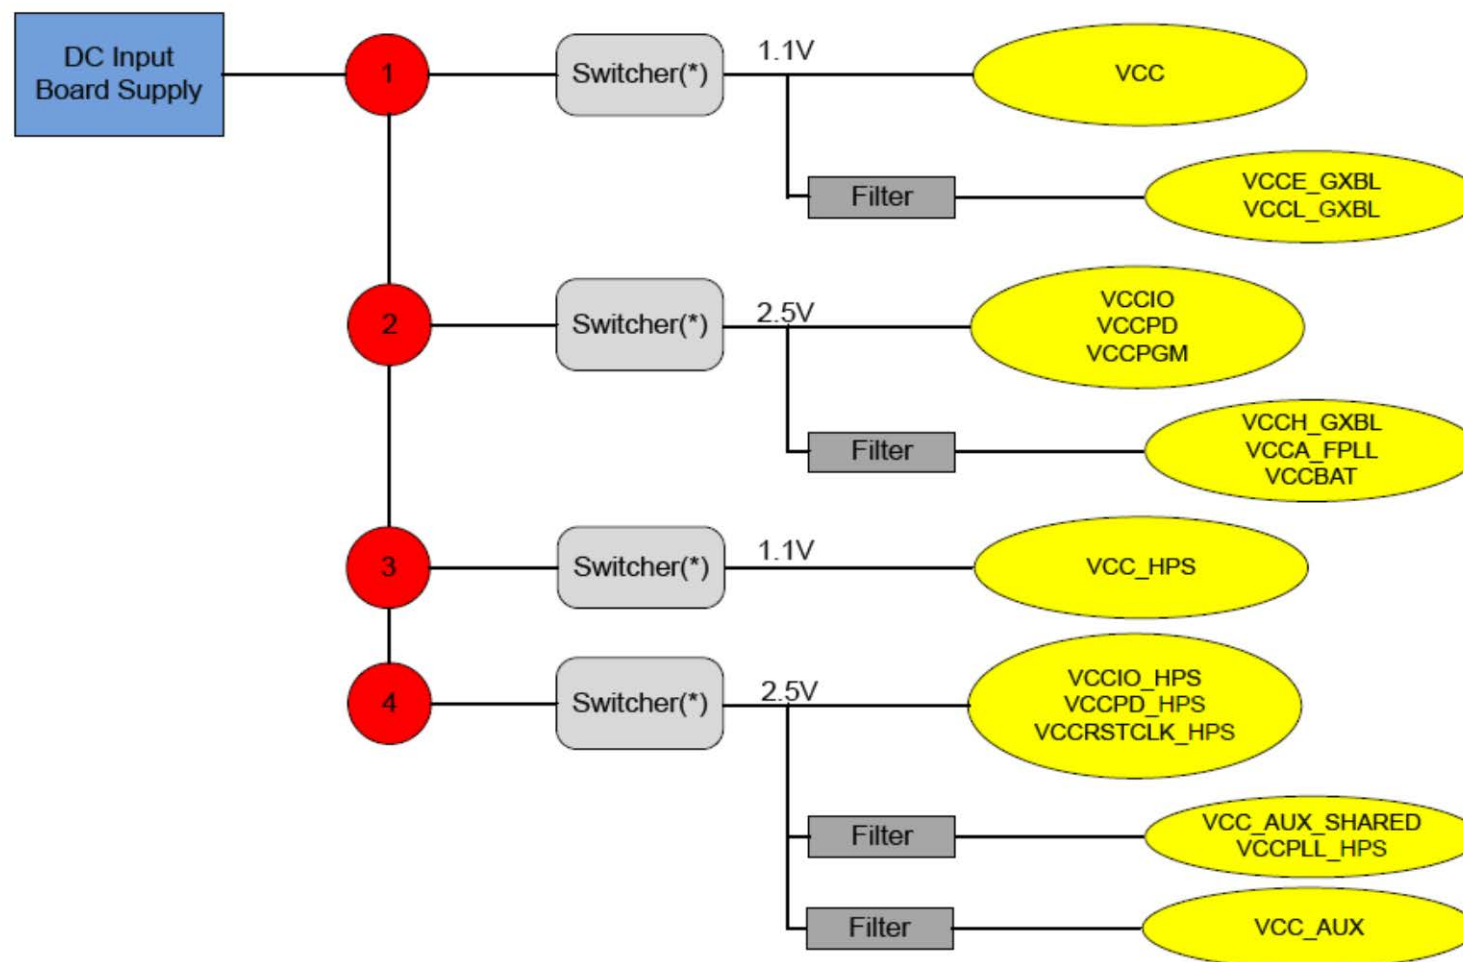 DC Input
Board Supply
1
Switcher(*)
1.1V
VCC
Filter
VCCE_GXBL
VCCL_GXBL
2
Switcher(*)
2.5V
VCCIO
VCCPD
VCCPGM
Filter
VCCH_GXBL
VCCA_FPLL
VCCBAT
3
Switcher(*)
1.1V
VCC_HPS
4
Switcher(*)
2.5V
VCCIO_HPS
VCCPD_HPS
VCCRSTCLK_HPS
Filter
VCC_AUX_SHARED
VCCPLL_HPS
Filter
VCC_AUX